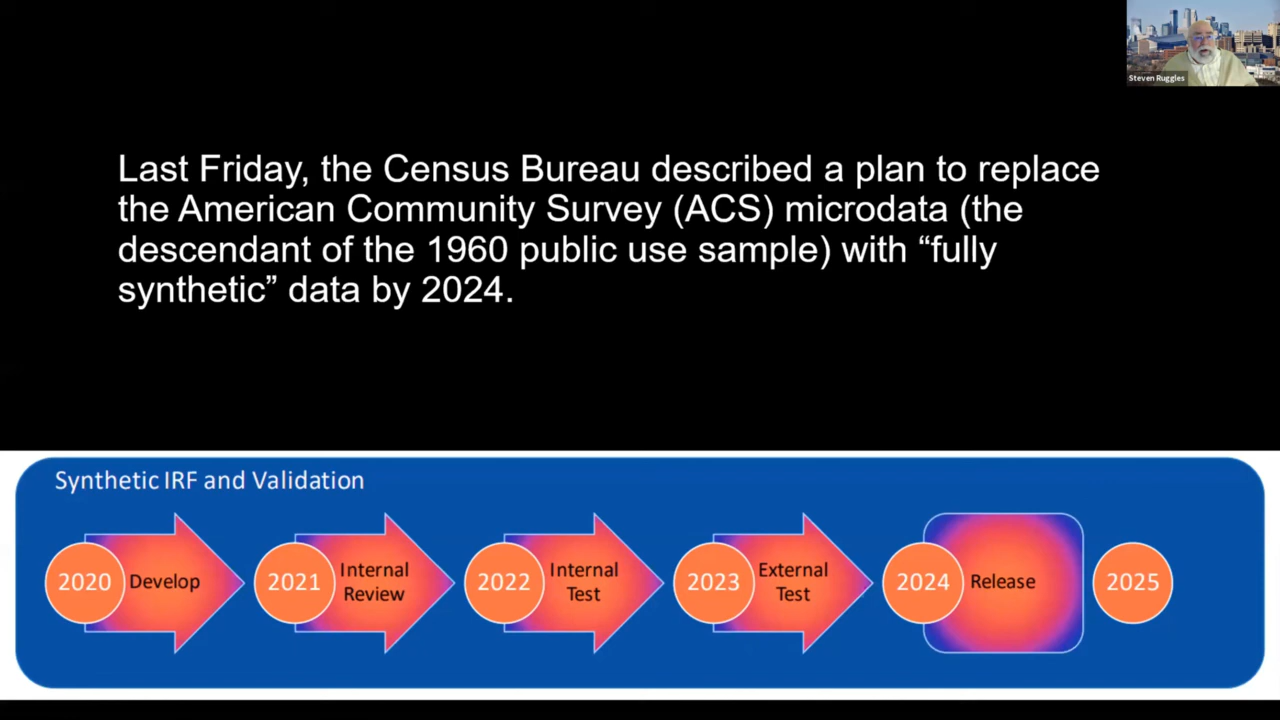 Steven Ruggles
Last Friday, the Census Bureau described a plan to replace
the American Community Survey (ACS) microdata (the
descendant of the 1960 public use sample) with “fully
synthetic” data by 2024.
Synthetic IRF and Validation
2020
Develop
2021
Internal
Review
2022
Internal
Test
2023
External
Test
2024
Release
2025